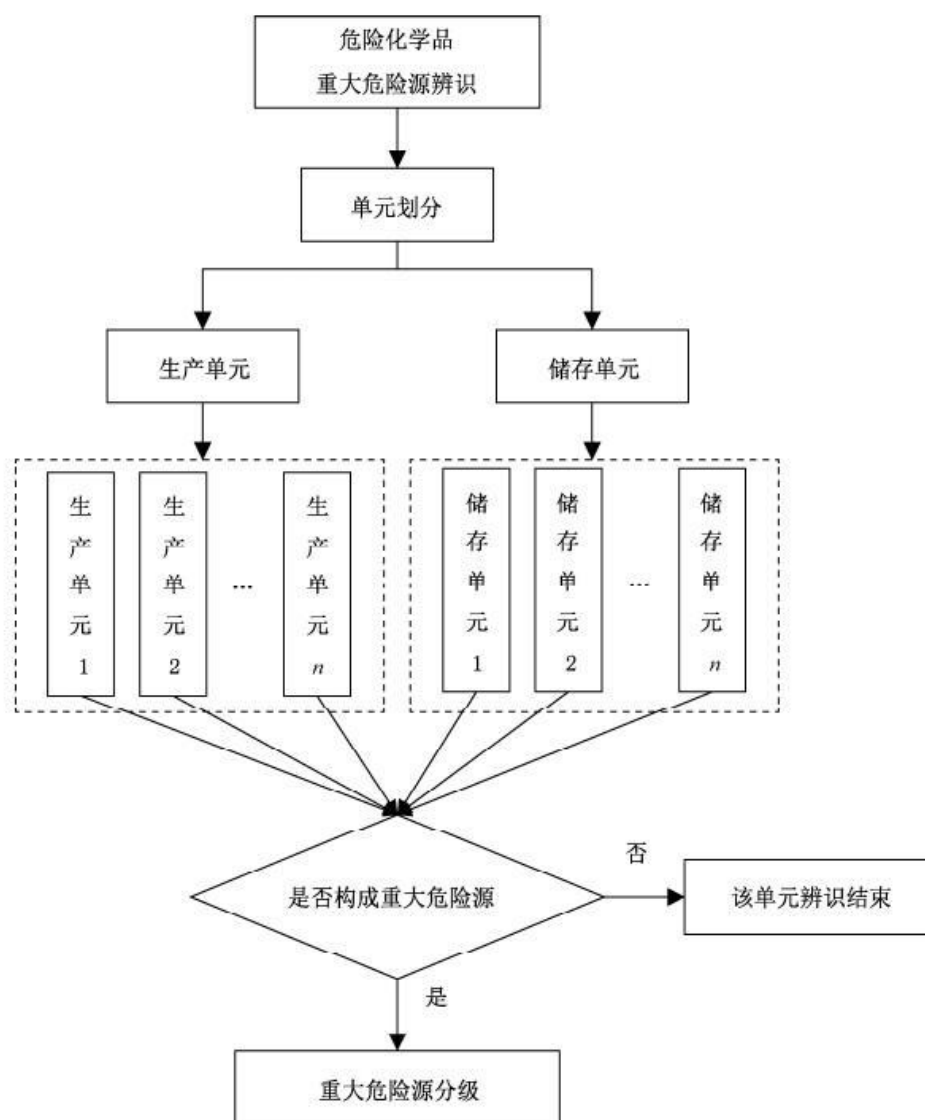 危险化学品
重大危险源辨识
单元划分
生产单元
储存单元
生产单元1
生产单元2
…
生产单元n
储存单元1
储存单元2
…
储存单元n
是否构成重大危险源
否
该单元辨识结束
是
重大危险源分级